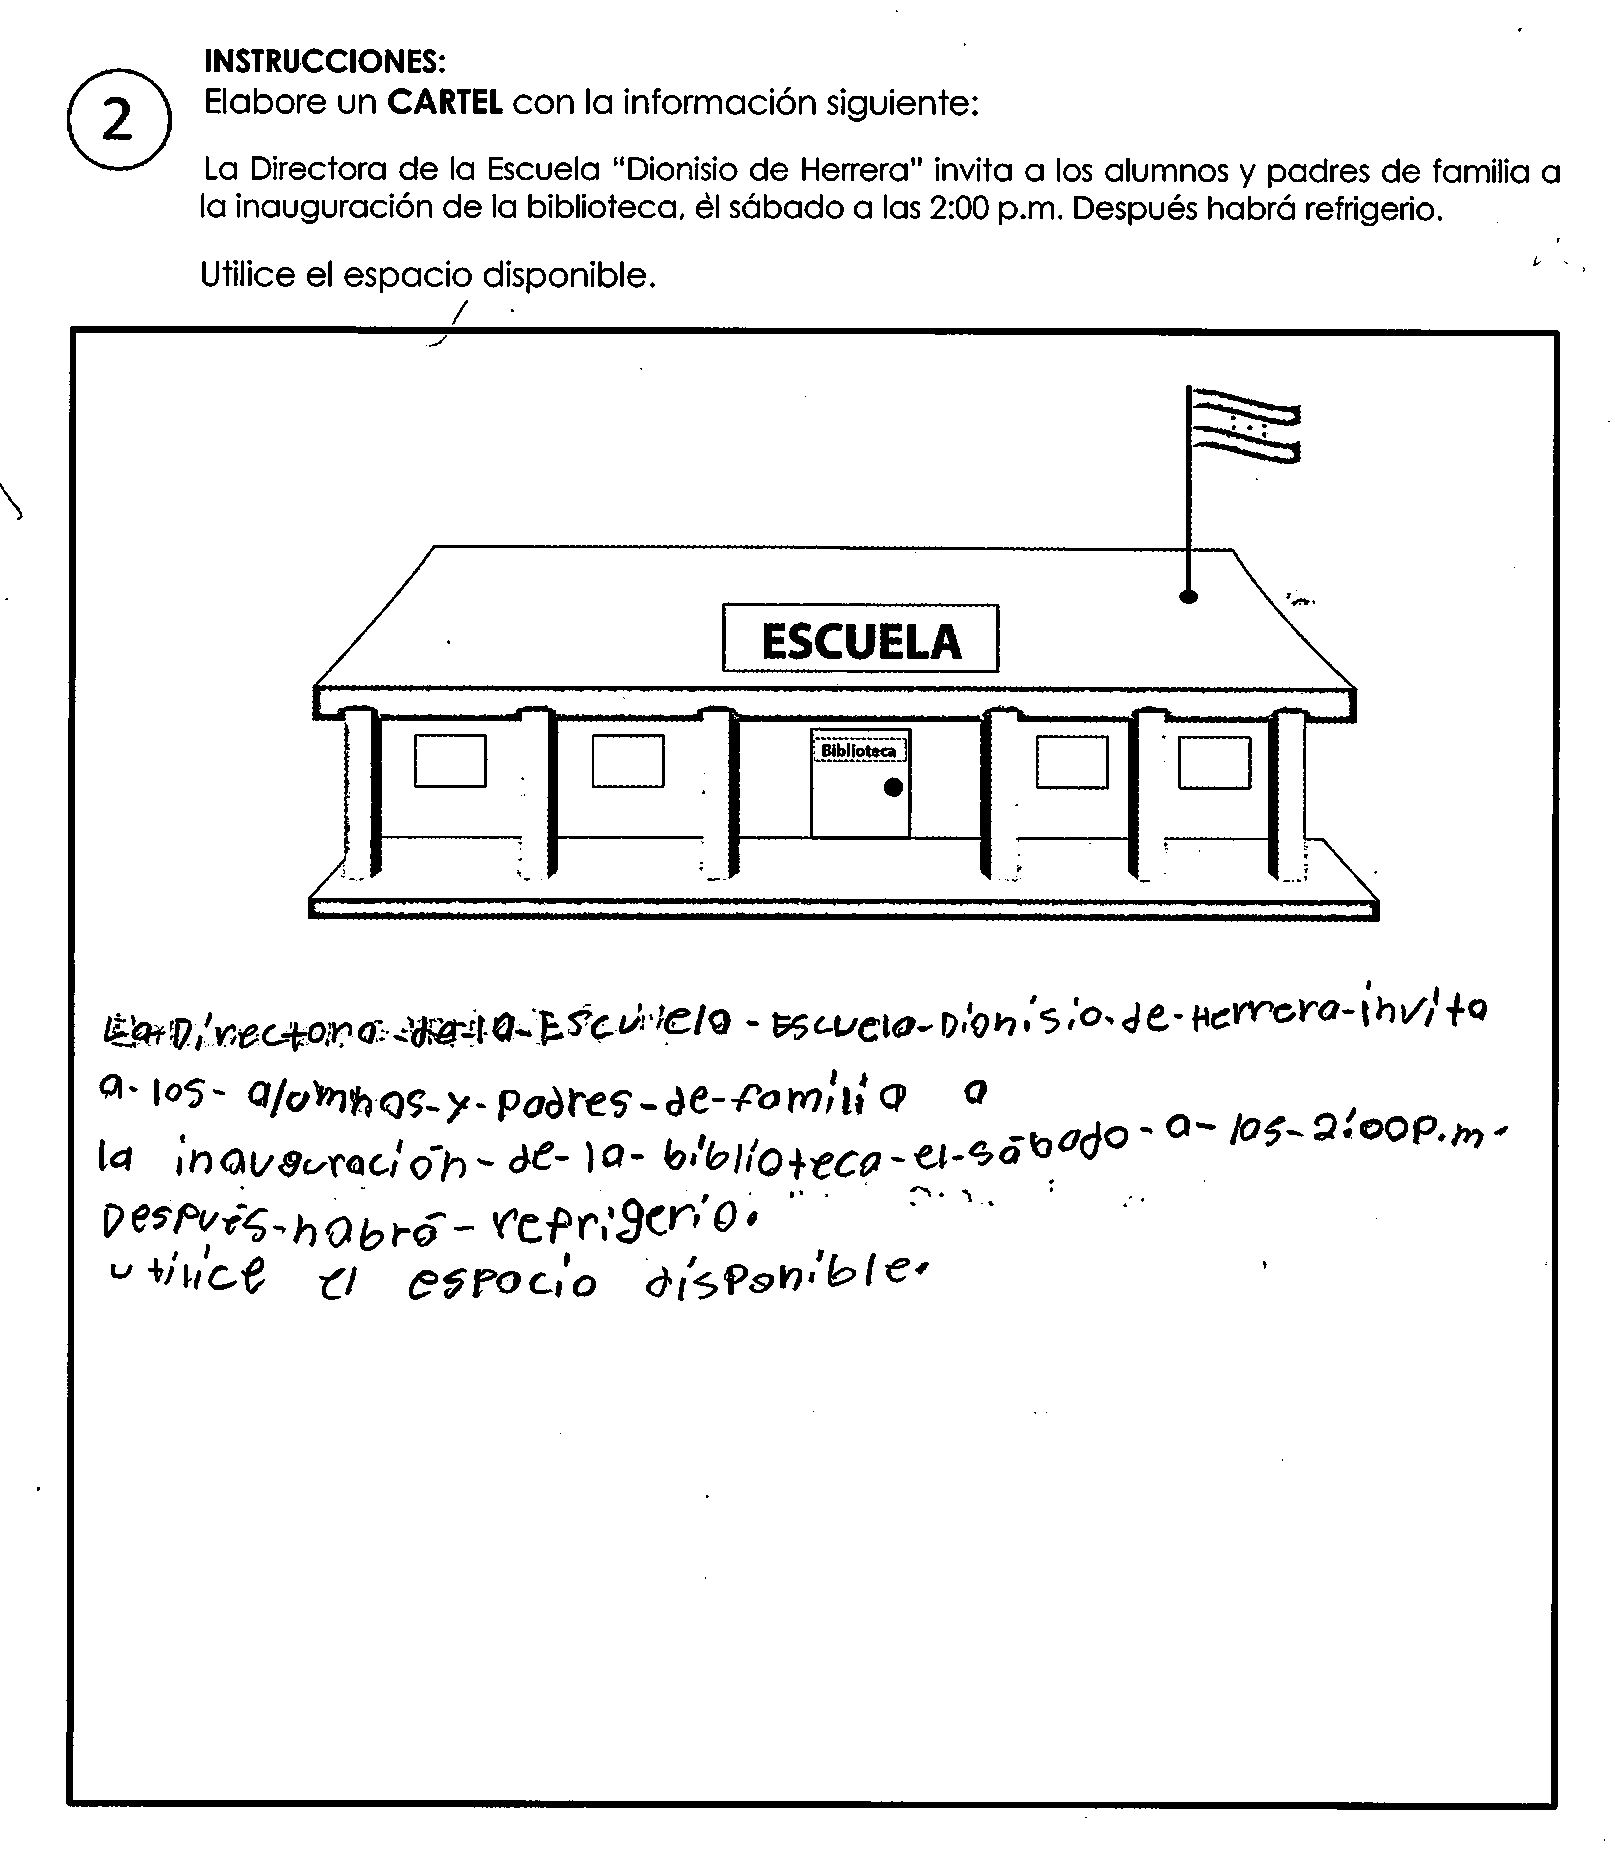 INSTRUCCIONES:
2
Elabore un CARTEL con la información siguiente:
La Directora de la Escuela "Dionisio de Herrera" invita a los alumnos y padres de familia a
la inauguración de la biblioteca, èl sábado a las 2:00 p.m. Después habrá refrigerio.
Utilice el espacio disponible.
ESCUELA
Biblioteca
La Directora de-la-Escuela - Escuela-Dionisio-de-Herrera-invita
a-los-alomnos-y-padres-de-familia a
la inauguración-de-la-biblioteca-el-sábado-a-las-2:00p.m.
Después-habrá-refrigerio.
utilice el espacio disponible.